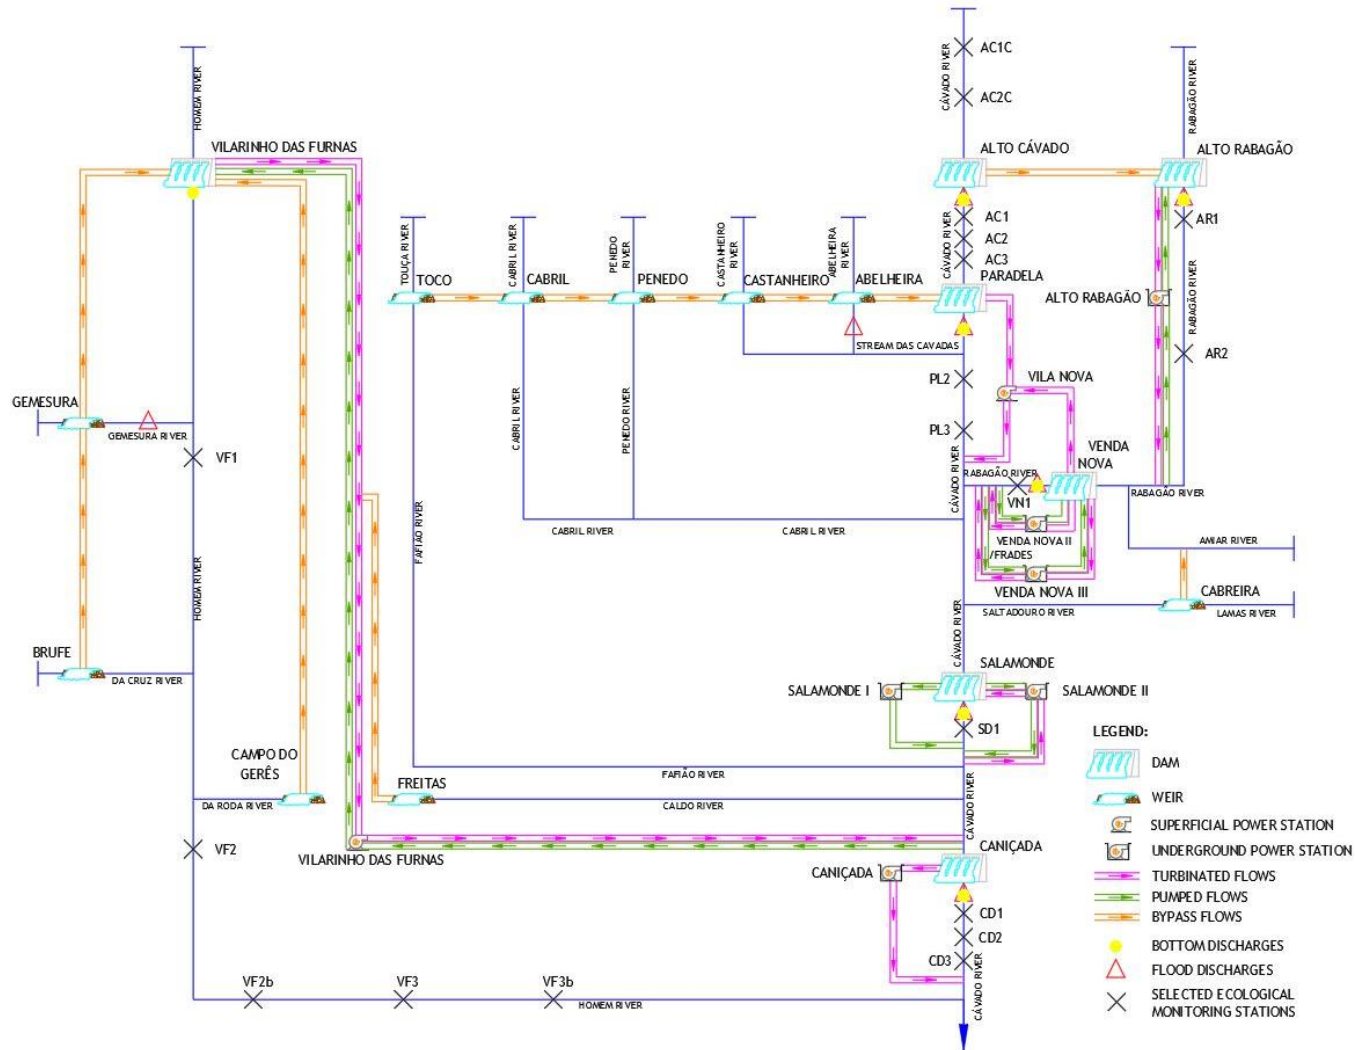 AC1C
CÁVADO RIVER
AC2C
HOMEM RIVER
RABAGÃO RIVER
VILARINHO DAS FURNAS
ALTO CÁVADO
ALTO RABAGÃO
AC1
AR1
CÁVADO RIVER
AC2
AC3
TOUÇA RIVER
CABRIL RIVER
PENEDO
RIVER
CASTANHEIRO
RIVER
ABELHEIRA
RIVER
TOCO
CABRIL
PENEDO
CASTANHEIRO
ABELHEIRA
PARADELA
ALTO RABAGÃO
RABAGÃO RIVER
STREAM DAS CAVADAS
AR2
PL2
VILA NOVA
GEMESURA
GEMESURA RIVER
PL3
CABRIL RIVER
PENEDO RIVER
VF1
VENDA
NOVA
CÁVADO RIVER
RABAGÃO RIVER
VN1
RABAGÃO RIVER
FAFIÃO RIVER
CABRIL RIVER
CABRIL RIVER
VENDA NOVA II
/FRADES
AMIAR RIVER
HOMEM RIVER
VENDA NOVA III
CABREIRA
SALTADOURO RIVER
LAMAS RIVER
CÁVADO RIVER
BRUFE
DA CRUZ RIVER
SALAMONDE
SALAMONDE I
SALAMONDE II
SD1
LEGEND:
DAM
CAMPO DO
GERÊS
FAFIÃO RIVER
FREITAS
DA RODA RIVER
CALDO RIVER
CÁVADO RIVER
WEIR
SUPERFICIAL POWER STATION
VF2
VILARINHO DAS FURNAS
CANIÇADA
CANIÇADA
UNDERGROUND POWER STATION
TURBINATED FLOWS
PUMPED FLOWS
BYPASS FLOWS
CD1
CD2
CD3
CÁVADO RIVER
BOTTOM DISCHARGES
FLOOD DISCHARGES
SELECTED ECOLOGICAL
MONITORING STATIONS
VF2b
VF3
VF3b
HOMEM RIVER